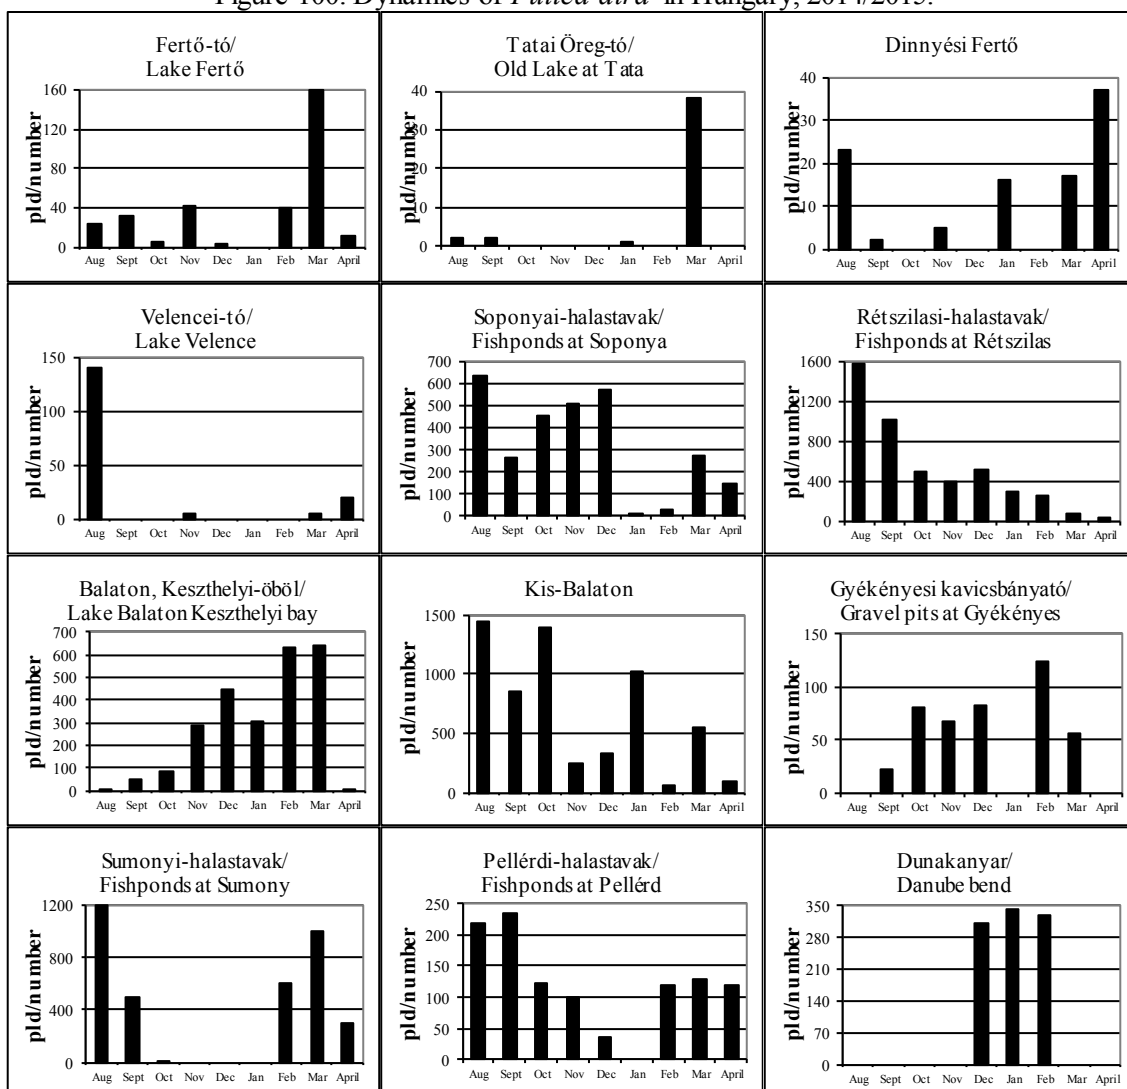 Figure 100. Dynamics of Fulica atra in Hungary, 2014/2015.
Fertő-tó/
Lake Fertő
pld/number
160
120
80
40
0
Aug Sept Oct Nov Dec Jan Feb Mar April
Tatai Öreg-tó/
Old Lake at Tata
pld/number
40
30
20
10
0
Aug Sept Oct Nov Dec Jan Feb Mar April
Dinnyési Fertő
pld/number
40
30
20
10
0
Aug Sept Oct Nov Dec Jan Feb Mar April
Velencei-tó/
Lake Velence
pld/number
150
100
50
0
Aug Sept Oct Nov Dec Jan Feb Mar April
Soponyai-halastavak/
Fishponds at Soponya
pld/number
700
600
500
400
300
200
100
0
Aug Sept Oct Nov Dec Jan Feb Mar April
Rétszilasi-halastavak/
Fishponds at Rétszilas
pld/number
1600
1200
800
400
0
Aug Sept Oct Nov Dec Jan Feb Mar April
Balaton, Keszthelyi-öböl/
Lake Balaton Keszthelyi bay
pld/number
700
600
500
400
300
200
100
0
Aug Sept Oct Nov Dec Jan Feb Mar April
Kis-Balaton
pld/number
1500
1000
500
0
Aug Sept Oct Nov Dec Jan Feb Mar April
Gyékényesi kavicsbányató/
Gravel pits at Gyékényes
pld/number
150
100
50
0
Aug Sept Oct Nov Dec Jan Feb Mar April
Sumonyi-halastavak/
Fishponds at Sumony
pld/number
1200
800
400
0
Aug Sept Oct Nov Dec Jan Feb Mar April
Pellérdi-halastavak/
Fishponds at Pellérd
pld/number
250
200
150
100
50
0
Aug Sept Oct Nov Dec Jan Feb Mar April
Dunakanyar/
Danube bend
pld/number
350
280
210
140
70
0
Aug Sept Oct Nov Dec Jan Feb Mar April